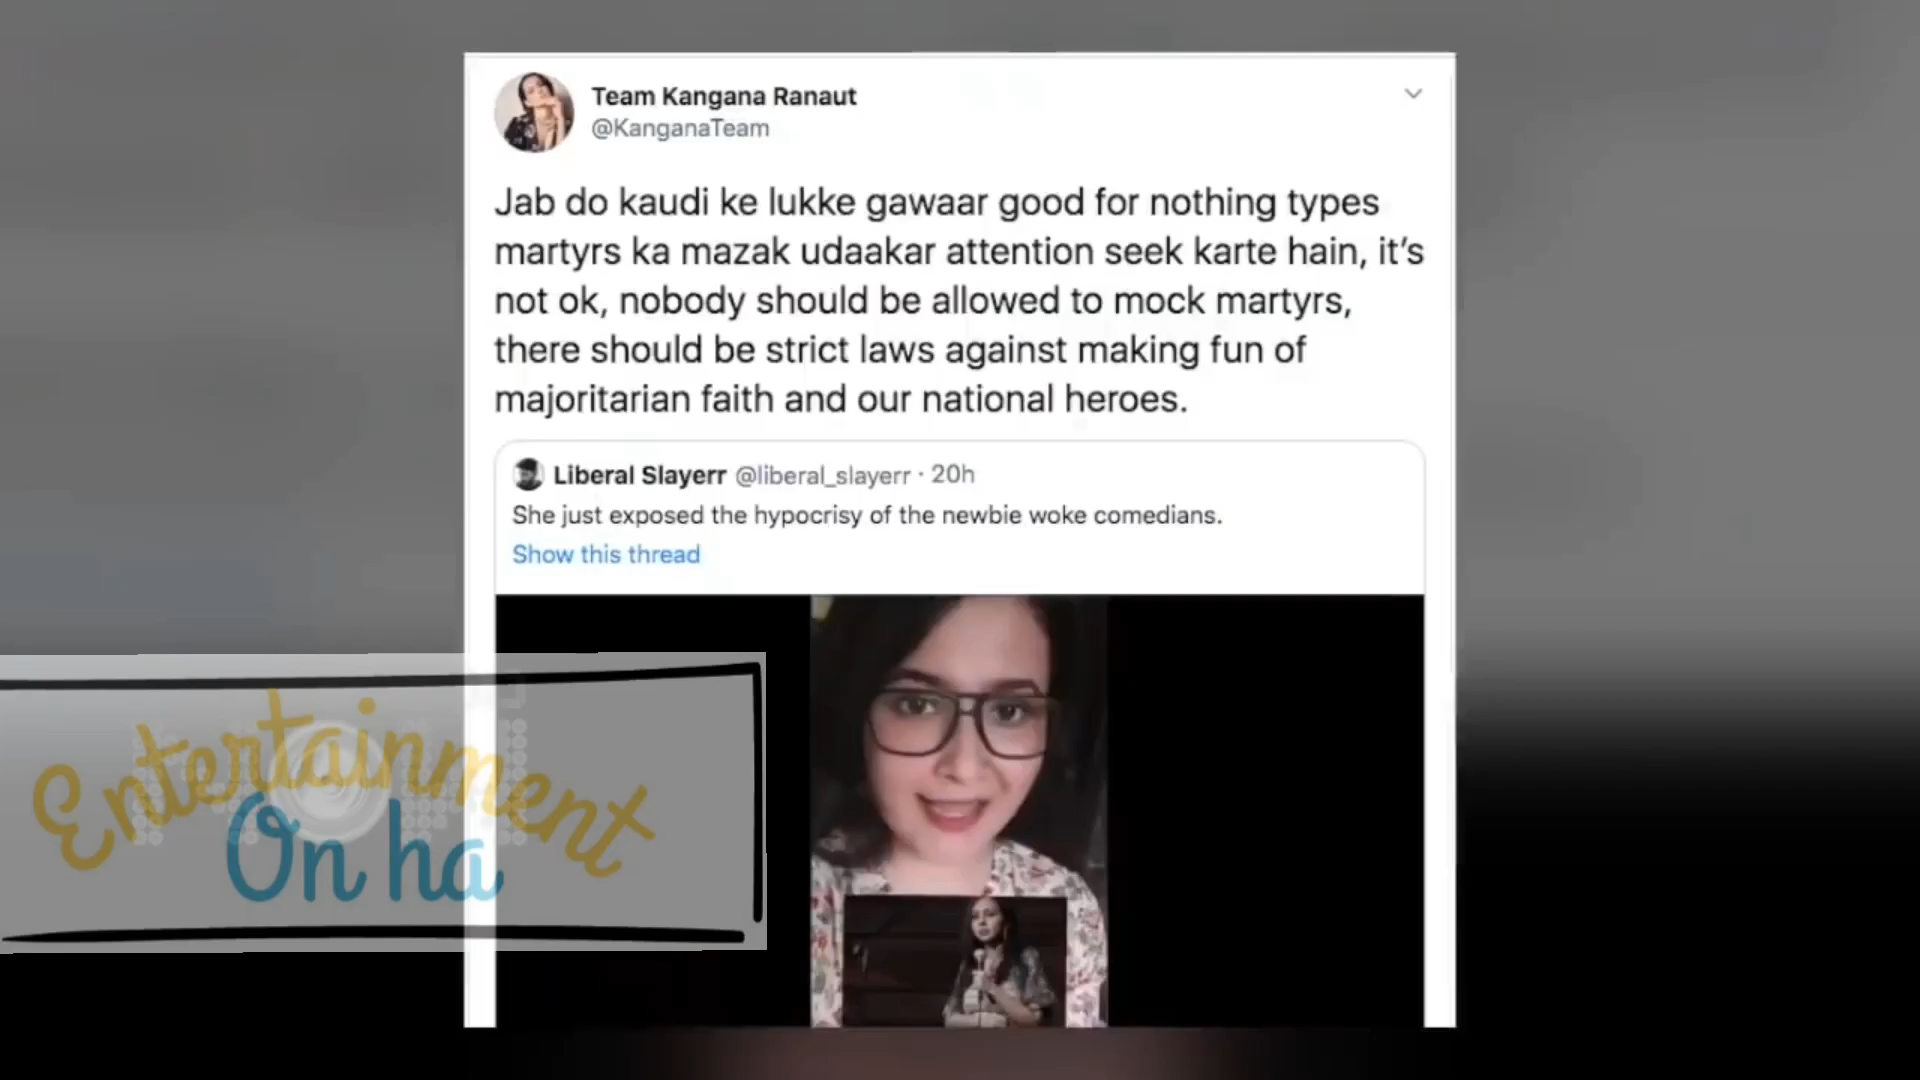 Team Kangana Ranaut
@KanganaTeam
Jab do kaudi ke lukke gawaar good for nothing types
martyrs ka mazak udaakar attention seek karte hain, it's
not ok, nobody should be allowed to mock martyrs,
there should be strict laws against making fun of
majoritarian faith and our national heroes.
Liberal Slayerr @liberal_slayerr · 20h
She just exposed the hypocrisy of the newbie woke comedians.
Show this thread
Entertainment
On ha